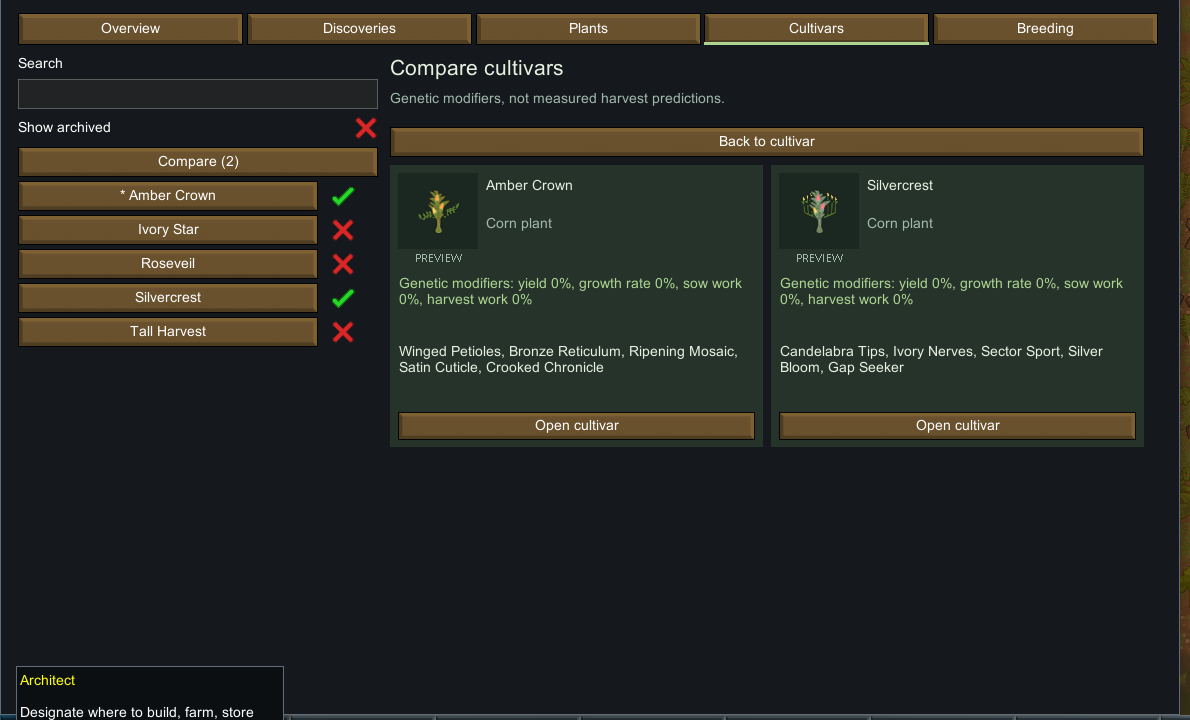 Overview
Discoveries
Plants
Cultivars
Breeding
Search
Show archived
Compare (2)
* Amber Crown
Ivory Star
Roseveil
Silvercrest
Tall Harvest
Compare cultivars
Genetic modifiers, not measured harvest predictions.
Back to cultivar
Amber Crown
Corn plant
PREVIEW
Genetic modifiers: yield 0%, growth rate 0%, sow work
0%, harvest work 0%
Winged Petioles, Bronze Reticulum, Ripening Mosaic,
Satin Cuticle, Crooked Chronicle
Open cultivar
Silvercrest
Corn plant
PREVIEW
Genetic modifiers: yield 0%, growth rate 0%, sow work
0%, harvest work 0%
Candelabra Tips, Ivory Nerves, Sector Sport, Silver
Bloom, Gap Seeker
Open cultivar
Architect
Designate where to build, farm, store